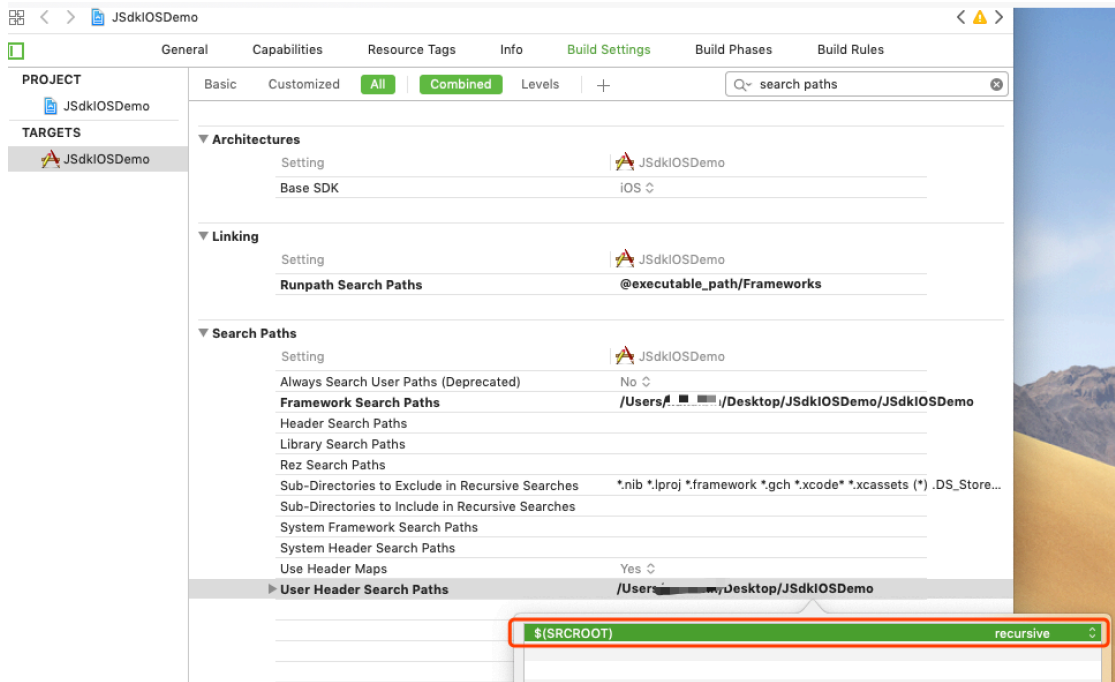 JSdkIOSDemo
General Capabilities Resource Tags Info Build Settings Build Phases Build Rules
PROJECT
JSdkIOSDemo
TARGETS
JSdkIOSDemo
Basic Customized All Combined Levels + search paths
Architectures
Setting JSdkIOSDemo
Base SDK iOS
Linking
Setting JSdkIOSDemo
Runpath Search Paths @executable_path/Frameworks
Search Paths
Setting JSdkIOSDemo
Always Search User Paths (Deprecated) No
Framework Search Paths /Users/ /Desktop/JSdkIOSDemo/JSdkIOSDemo
Header Search Paths
Library Search Paths
Rez Search Paths
Sub-Directories to Exclude in Recursive Searches *.nib *.lproj *.framework *.gch *.xcode* *.xcassets (*) .DS_Store...
Sub-Directories to Include in Recursive Searches
System Framework Search Paths
System Header Search Paths
Use Header Maps Yes
User Header Search Paths /Users /Desktop/JSdkIOSDemo
$(SRCROOT) recursive